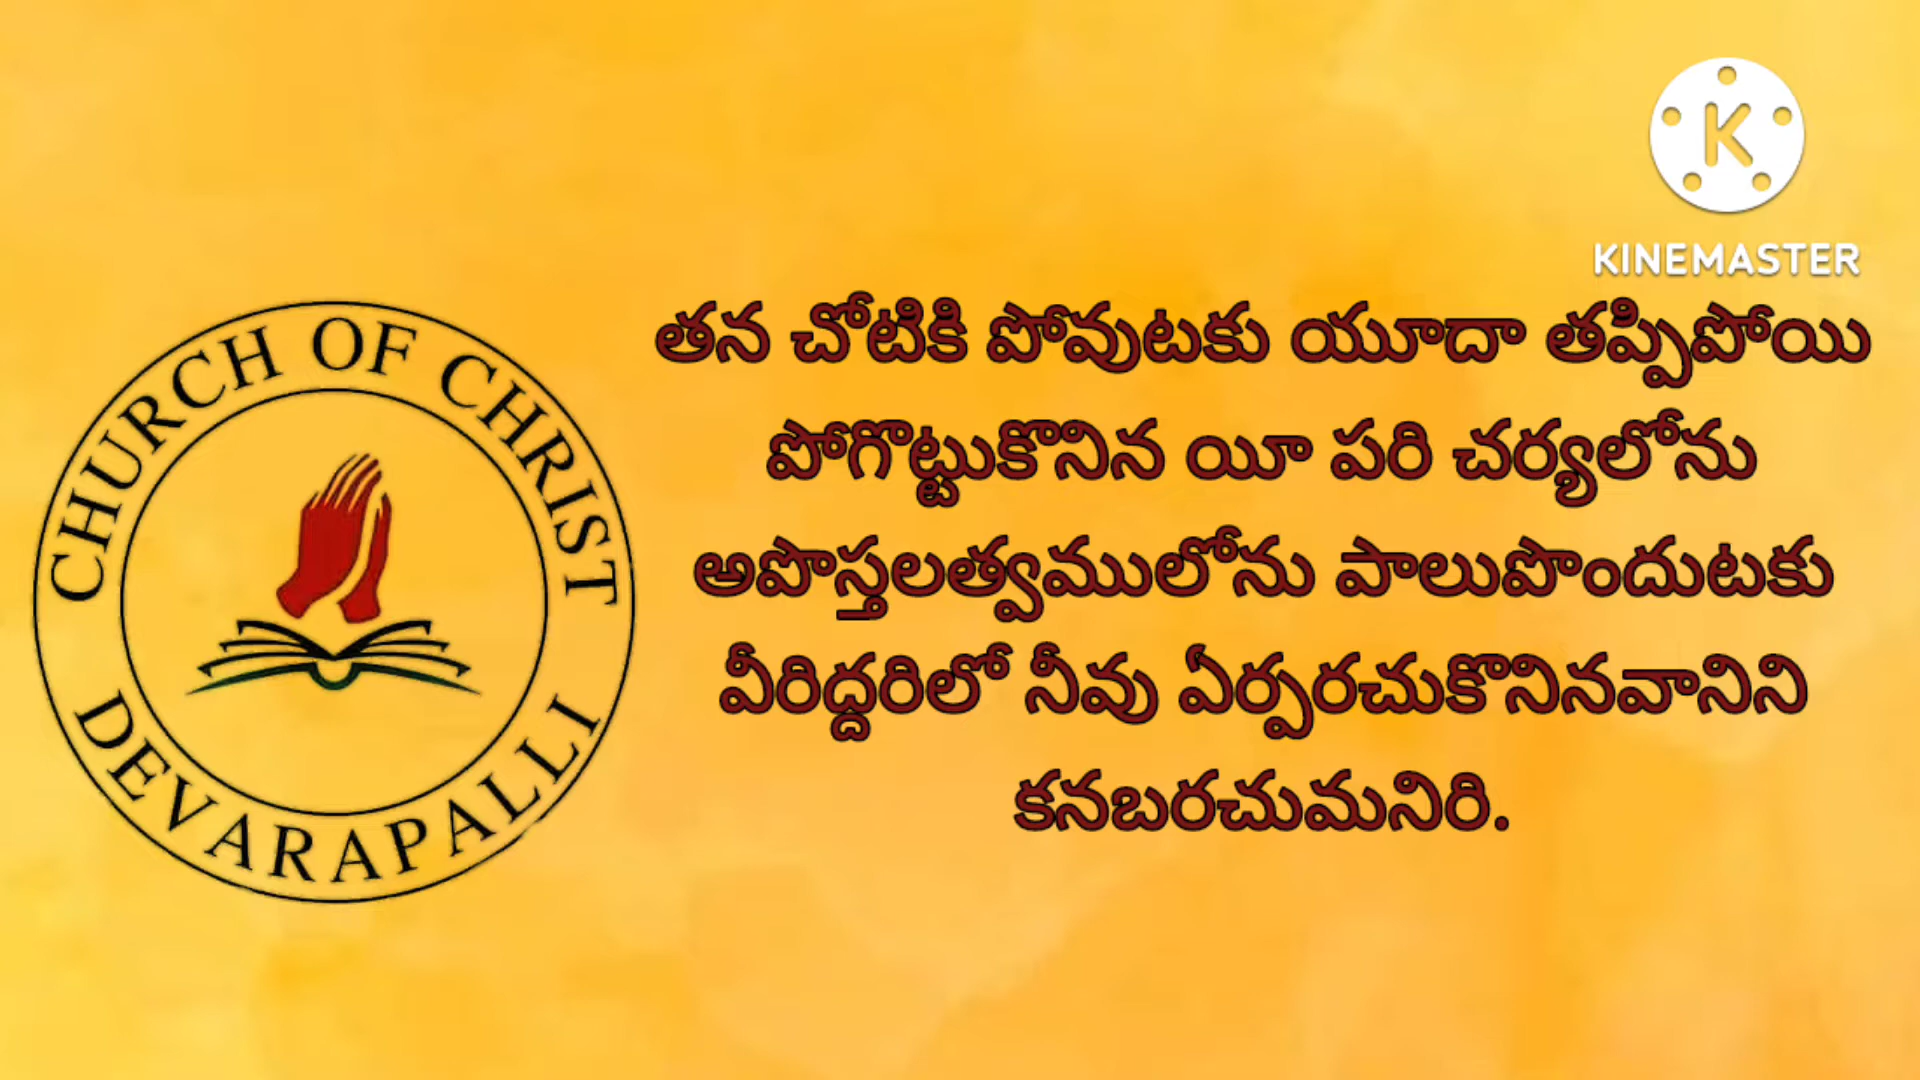 KINEMASTER
CHURCH OF CHRIST
DEVARAPALLI
తన చోటికి పోవుటకు యూదా తప్పిపోయి
పోగొట్టుకొనిన యీ పరి చర్యలోను
అపొస్తలత్వములోను పాలుపొందుటకు
వీరిద్దరిలో నీవు ఏర్పరచుకొనినవానిని
కనబరచుమనిరి.